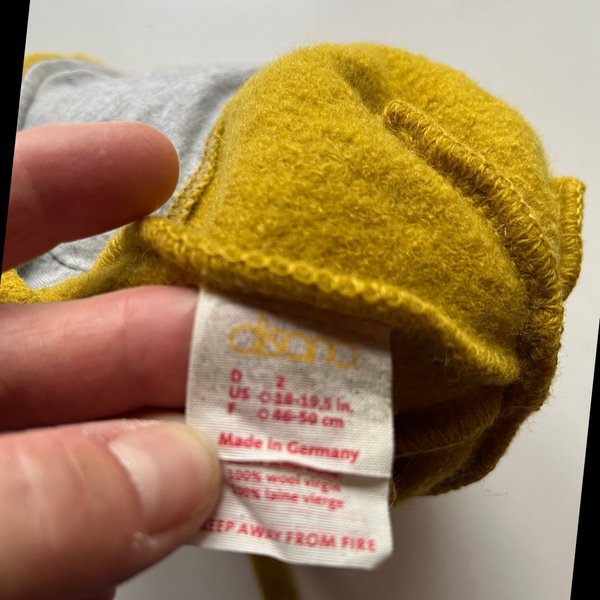 disana
D 2
US 18-19,5 in.
F 46-50 cm
Made in Germany
100% wool virgin
100% laine vierge
KEEP AWAY FROM FIRE